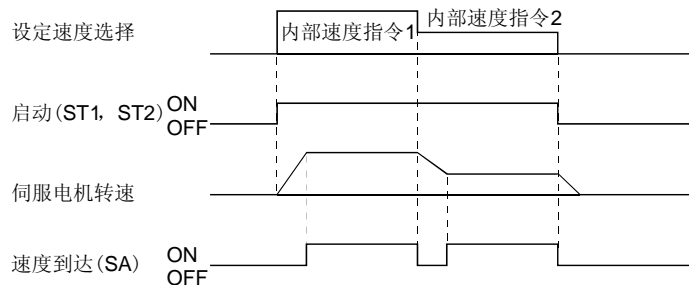 设定速度选择
内部速度指令1
内部速度指令2
启动(ST1，ST2)
ON
OFF
伺服电机转速
速度到达(SA)
ON
OFF